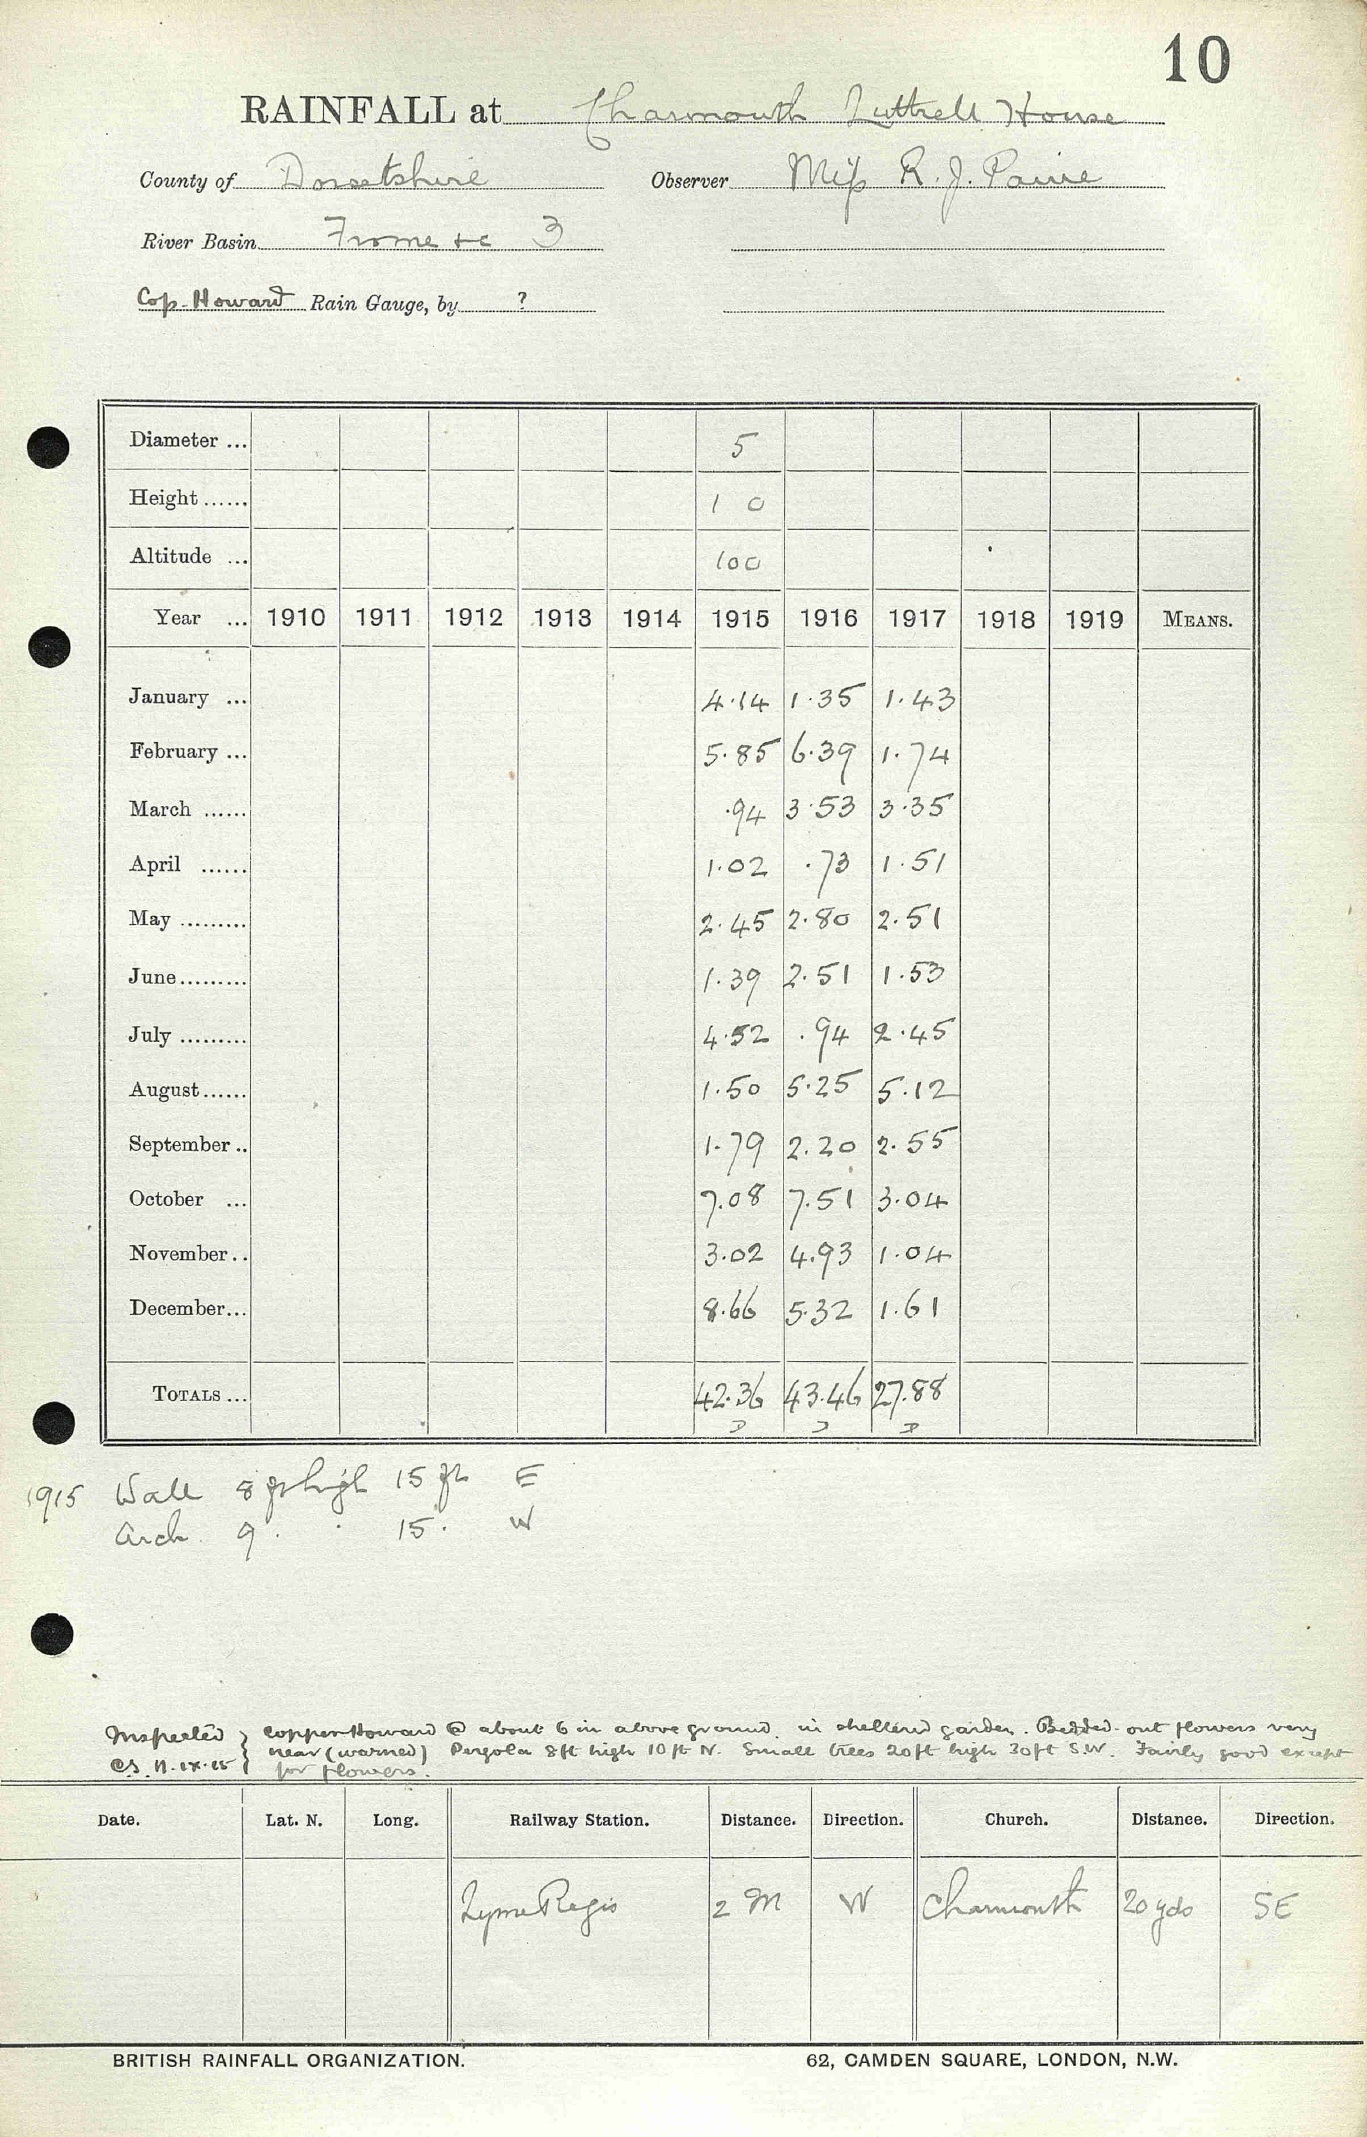 10
RAINFALL at Charmouth Luttrell House
County of Dorsetshire Observer Miss R. J. Paine
River Basin Frome &c 3
Cop. Howard Rain Gauge, by ?
Diameter ... 5
Height ...... 1 0
Altitude ... 100
Year ... 1910 1911 1912 1913 1914 1915 1916 1917 1918 1919 MEANS.
January ... 4.14 1.35 1.43
February ... 5.85 6.39 1.74
March ...... .94 3.53 3.35
April ...... 1.02 .73 1.51
May ......... 2.45 2.80 2.51
June ......... 1.39 2.51 1.53
July ......... 4.52 .94 2.45
August ...... 1.50 5.25 5.12
September .. 1.79 2.20 2.55
October ... 7.08 7.51 3.04
November .. 3.02 4.93 1.04
December ... 8.66 5.32 1.61
TOTALS ... 42.36 43.46 27.88
1915 Wall 8 ft high 15 ft E
Arch 9 . . 15 . W
Inspected } Copper Howard @ about 6 in above ground in sheltered garden. Bedded-out flowers very
CS 11.IX.15 } near (warned) Pergola 8ft high 10ft N. Small trees 20ft high 30ft S.W. Fairly good except
for flowers.
Date. Lat. N. Long. Railway Station. Distance. Direction. Church. Distance. Direction.
Lyme Regis 2 M W Charmouth 20 yds SE
BRITISH RAINFALL ORGANIZATION. 62, CAMDEN SQUARE, LONDON, N.W.